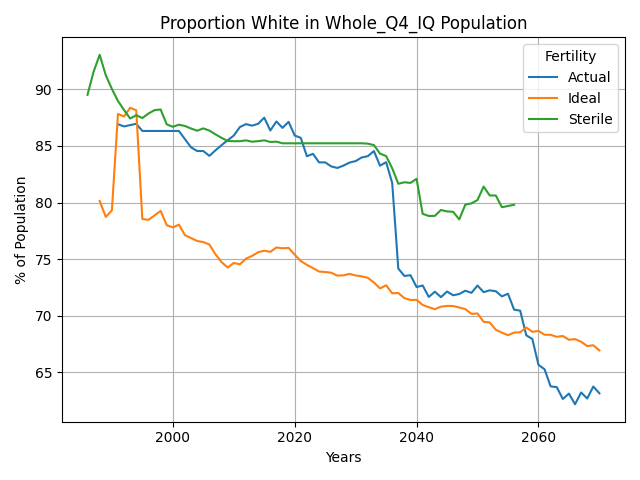 Proportion White in Whole_Q4_IQ Population
Fertility
Actual
Ideal
Sterile
% of Population
90
85
80
75
70
65
2000
2020
2040
2060
Years